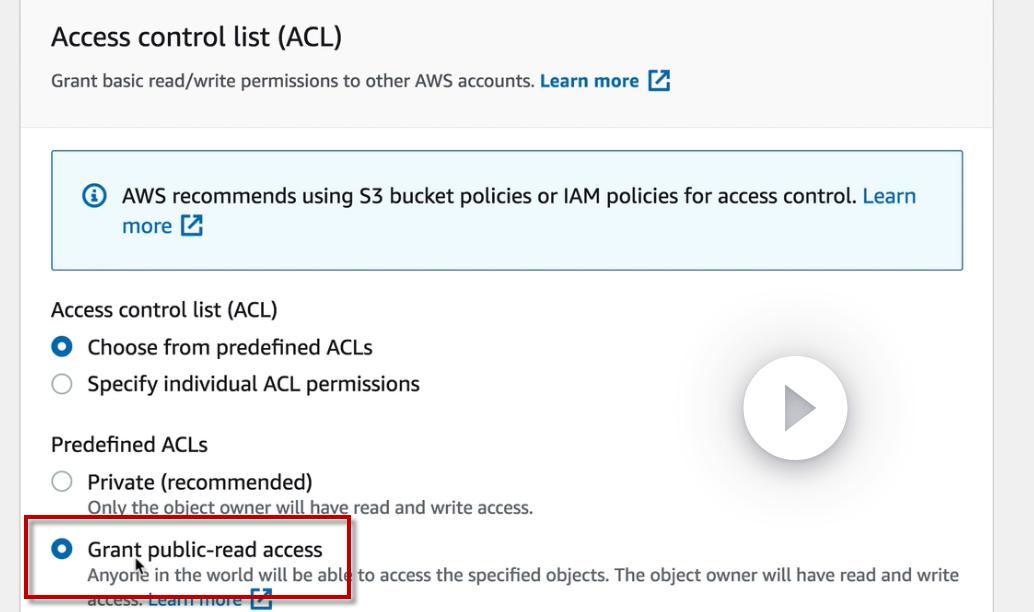 Access control list (ACL)
Grant basic read/write permissions to other AWS accounts. Learn more
AWS recommends using S3 bucket policies or IAM policies for access control. Learn
more
Access control list (ACL)
Choose from predefined ACLs
Specify individual ACL permissions
Predefined ACLs
Private (recommended)
Only the object owner will have read and write access.
Grant public-read access
Anyone in the world will be able to access the specified objects. The object owner will have read and write
access. Learn more